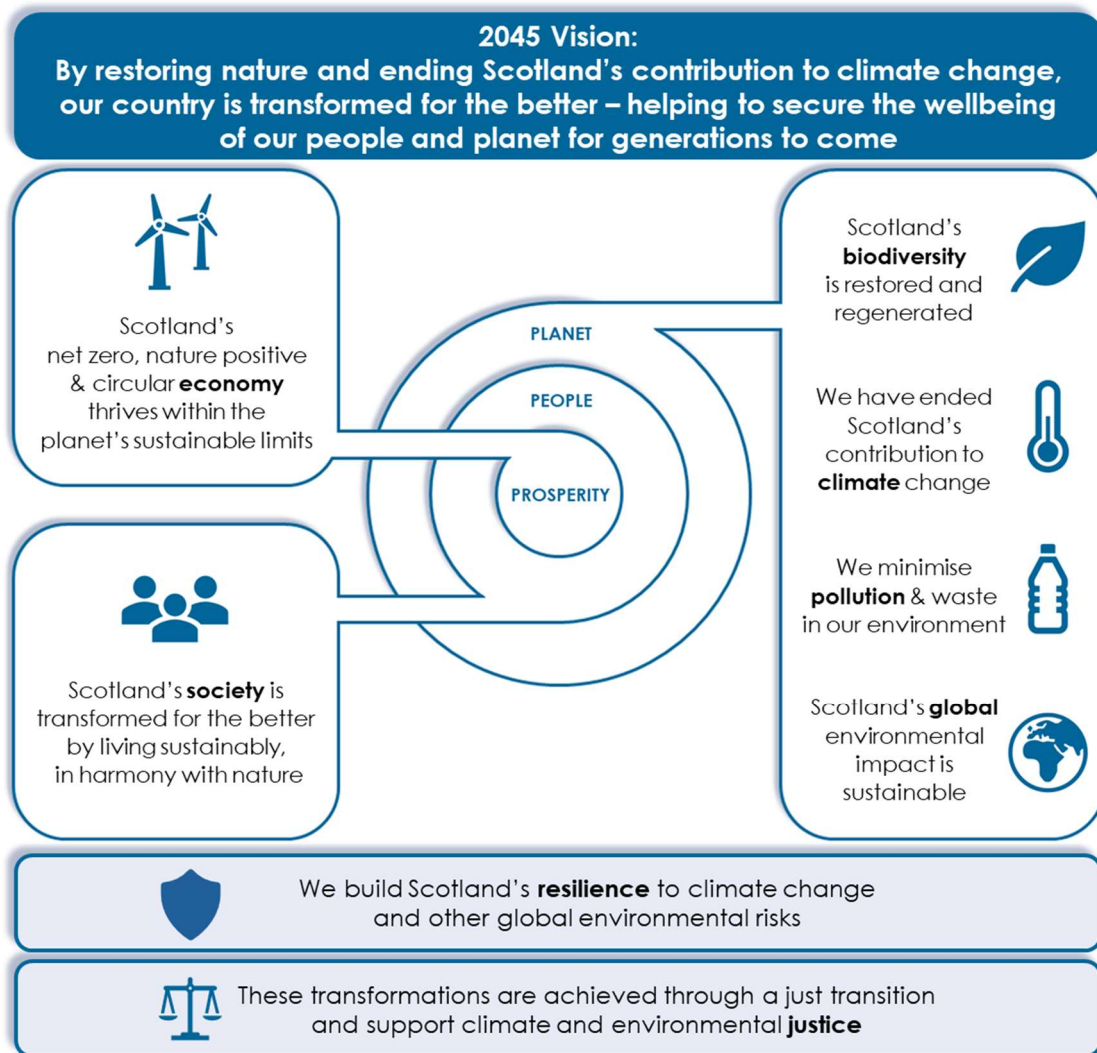 2045 Vision:
By restoring nature and ending Scotland's contribution to climate change,
our country is transformed for the better – helping to secure the wellbeing
of our people and planet for generations to come
Scotland's
net zero, nature positive
& circular economy
thrives within the
planet's sustainable limits
Scotland's society is
transformed for the better
by living sustainably,
in harmony with nature
PLANET
PEOPLE
PROSPERITY
Scotland's
biodiversity
is restored and
regenerated
We have ended
Scotland's
contribution to
climate change
We minimise
pollution & waste
in our environment
Scotland's global
environmental
impact is
sustainable
We build Scotland's resilience to climate change
and other global environmental risks
These transformations are achieved through a just transition
and support climate and environmental justice